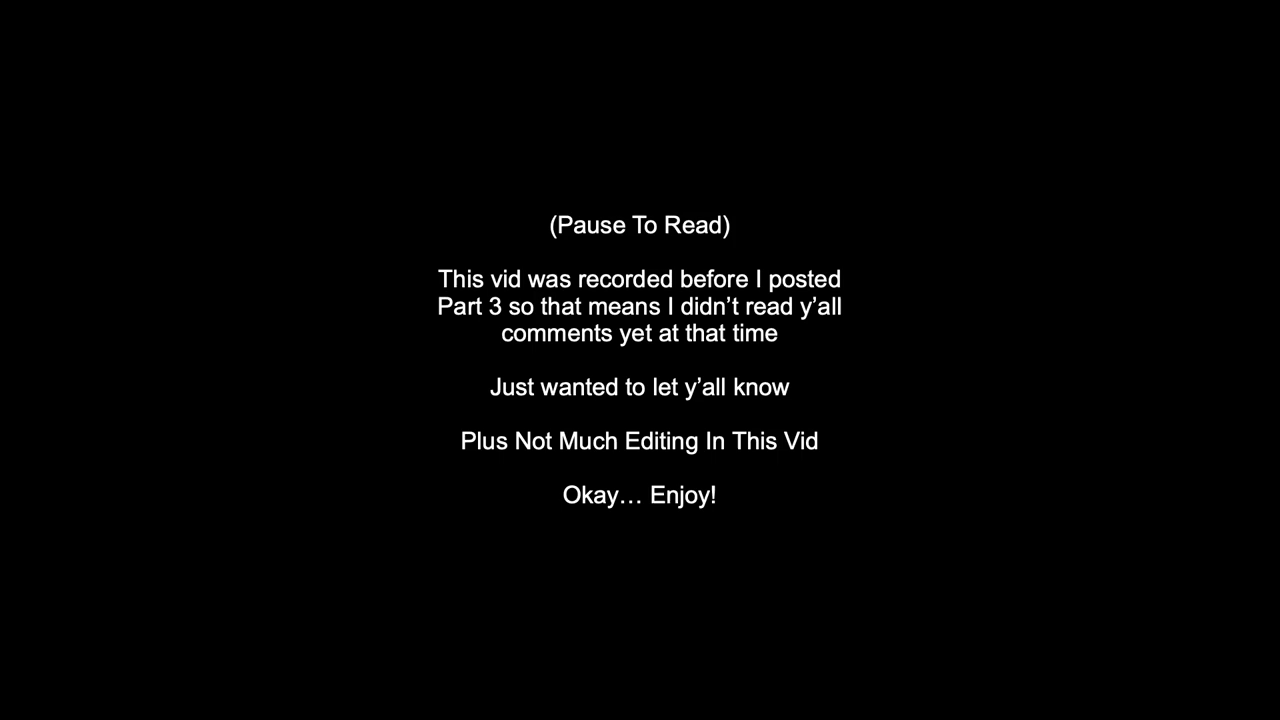 (Pause To Read)
This vid was recorded before I posted
Part 3 so that means I didn’t read y’all
comments yet at that time
Just wanted to let y’all know
Plus Not Much Editing In This Vid
Okay… Enjoy!